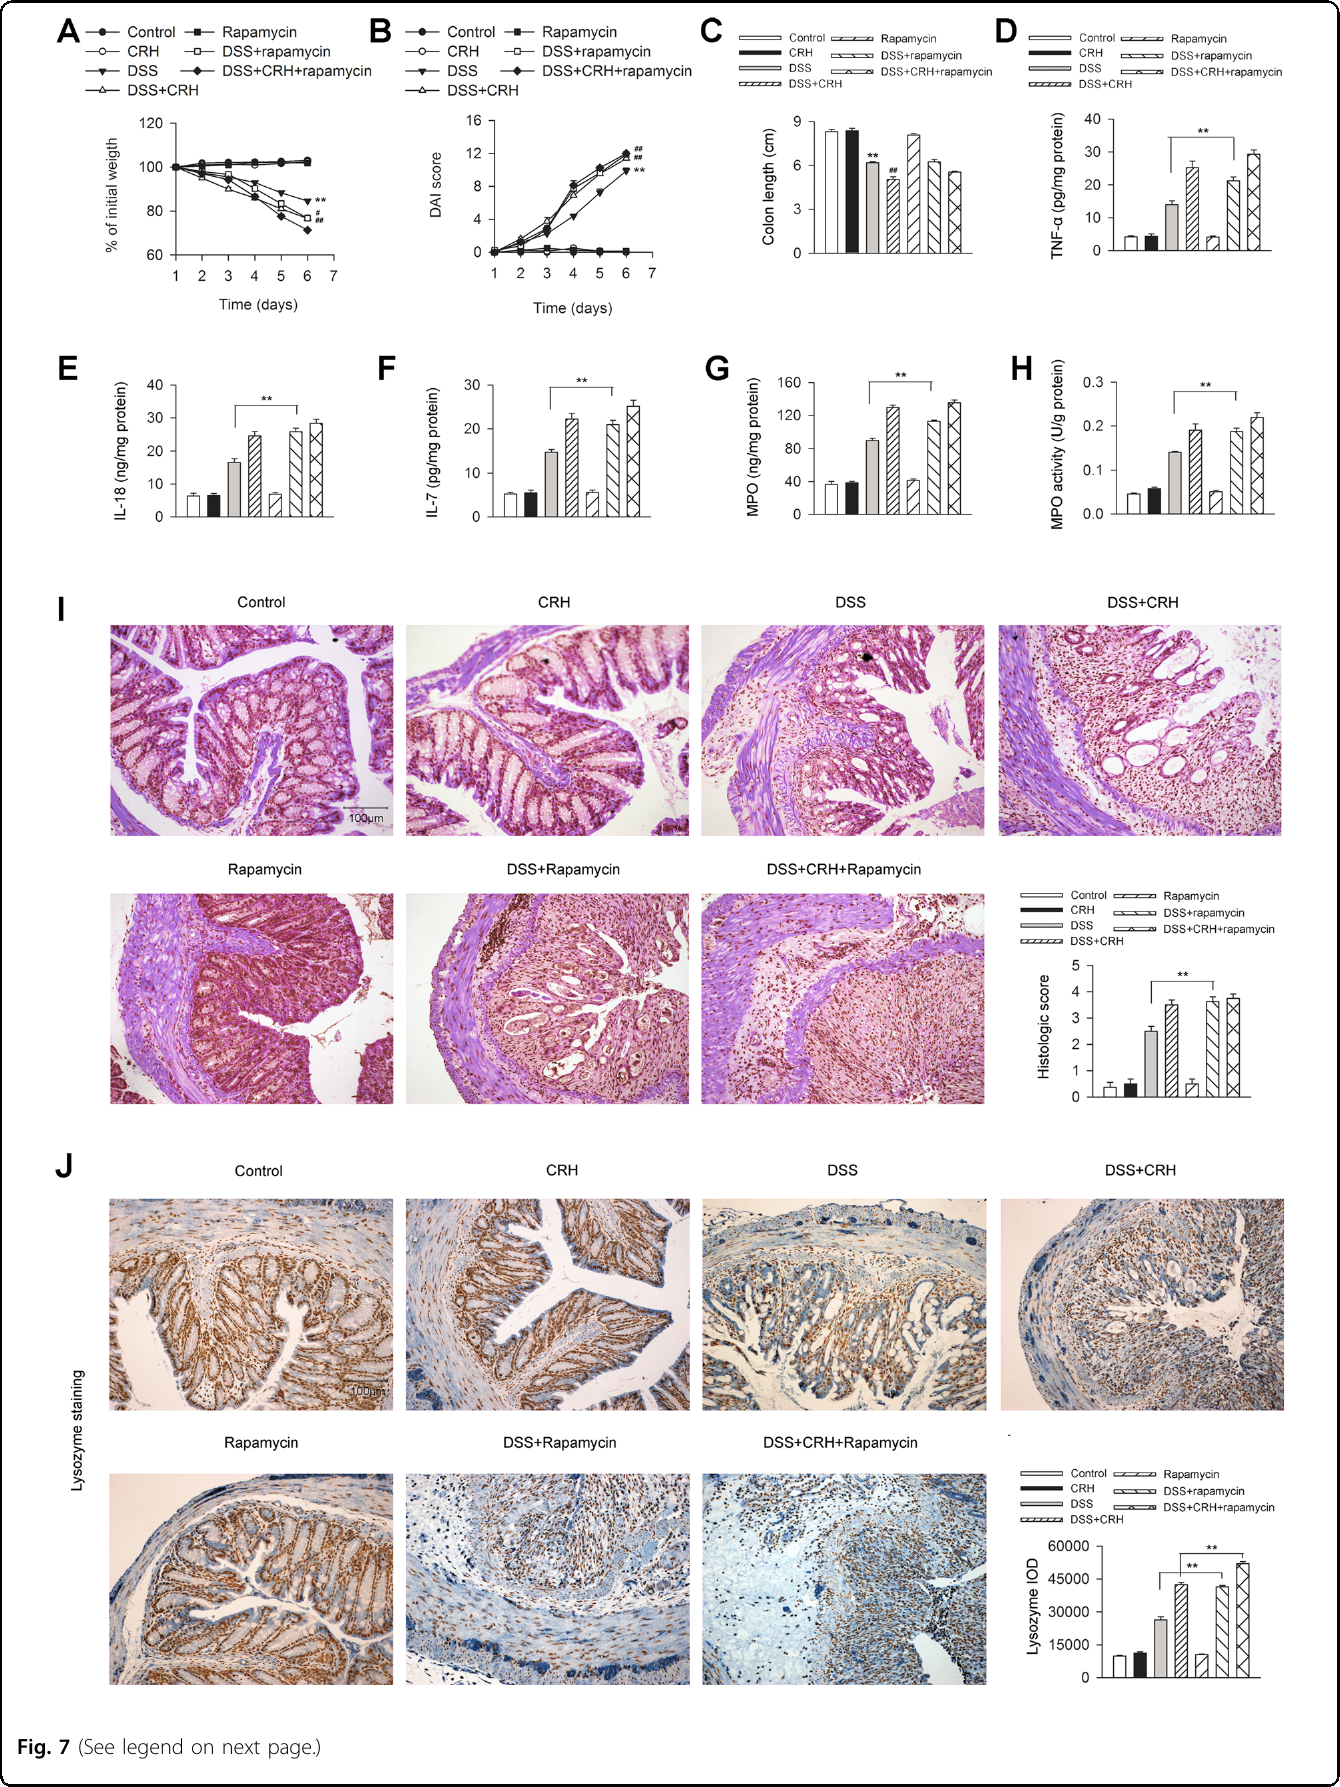 A
Control
Rapamycin
CRH
DSS+rapamycin
DSS
DSS+CRH+rapamycin
DSS+CRH
% of initial weigth
120
100
80
60
**
#
##
1 2 3 4 5 6 7
Time (days)
B
Control
Rapamycin
CRH
DSS+rapamycin
DSS
DSS+CRH+rapamycin
DSS+CRH
DAI score
16
12
8
4
0
##
##
**
1 2 3 4 5 6 7
Time (days)
C
Control
Rapamycin
CRH
DSS+rapamycin
DSS
DSS+CRH+rapamycin
DSS+CRH
Colon length (cm)
9
6
3
0
**
##
D
Control
Rapamycin
CRH
DSS+rapamycin
DSS
DSS+CRH+rapamycin
DSS+CRH
TNF-α (pg/mg protein)
40
30
20
10
0
**
E
IL-18 (ng/mg protein)
40
30
20
10
0
**
F
IL-7 (pg/mg protein)
30
20
10
0
**
G
MPO (ng/mg protein)
160
120
80
40
0
**
H
MPO activity (U/g protein)
0.3
0.2
0.1
0.0
**
I
Control
CRH
DSS
DSS+CRH
100μm
Rapamycin
DSS+Rapamycin
DSS+CRH+Rapamycin
Control
Rapamycin
CRH
DSS+rapamycin
DSS
DSS+CRH+rapamycin
DSS+CRH
Histologic score
5
4
3
2
1
0
**
J
Control
CRH
DSS
DSS+CRH
100μm
Lysozyme staining
Rapamycin
DSS+Rapamycin
DSS+CRH+Rapamycin
Control
Rapamycin
CRH
DSS+rapamycin
DSS
DSS+CRH+rapamycin
DSS+CRH
Lysozyme IOD
60000
45000
30000
15000
0
**
**
Fig. 7 (See legend on next page.)